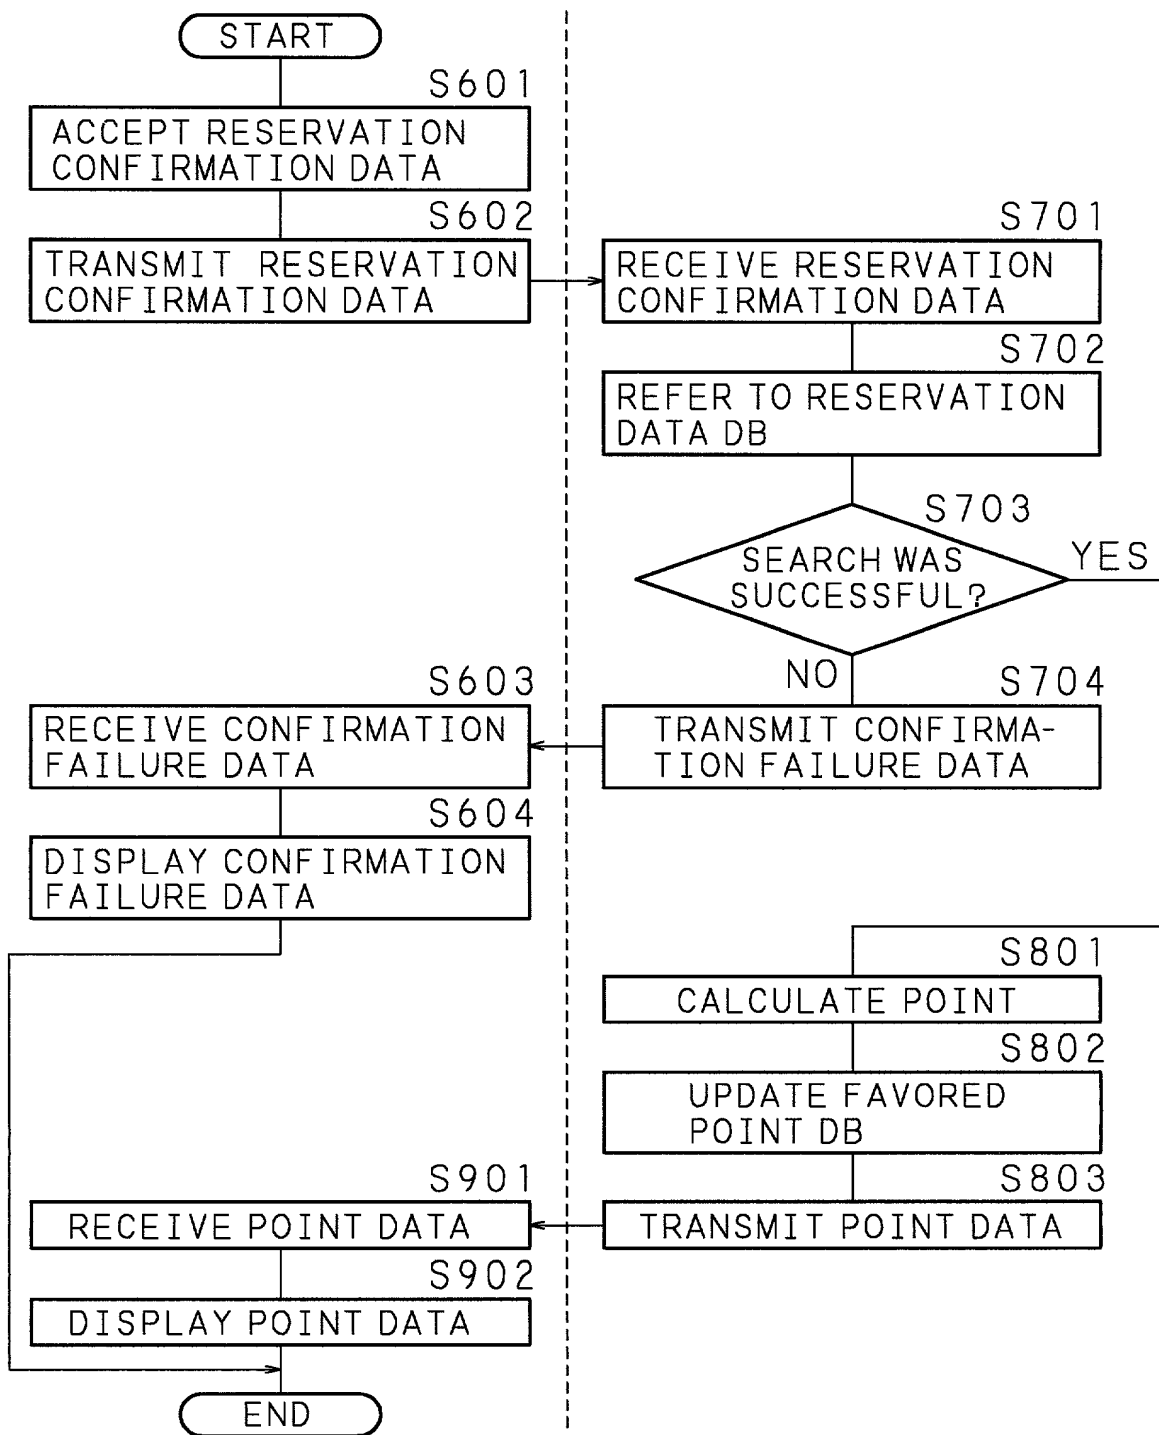 START
S601
ACCEPT RESERVATION
CONFIRMATION DATA
S602
TRANSMIT RESERVATION
CONFIRMATION DATA
S701
RECEIVE RESERVATION
CONFIRMATION DATA
S702
REFER TO RESERVATION
DATA DB
S703
SEARCH WAS
SUCCESSFUL?
YES
NO
S704
TRANSMIT CONFIRMA-
TION FAILURE DATA
S603
RECEIVE CONFIRMATION
FAILURE DATA
S604
DISPLAY CONFIRMATION
FAILURE DATA
S801
CALCULATE POINT
S802
UPDATE FAVORED
POINT DB
S803
TRANSMIT POINT DATA
S901
RECEIVE POINT DATA
S902
DISPLAY POINT DATA
END